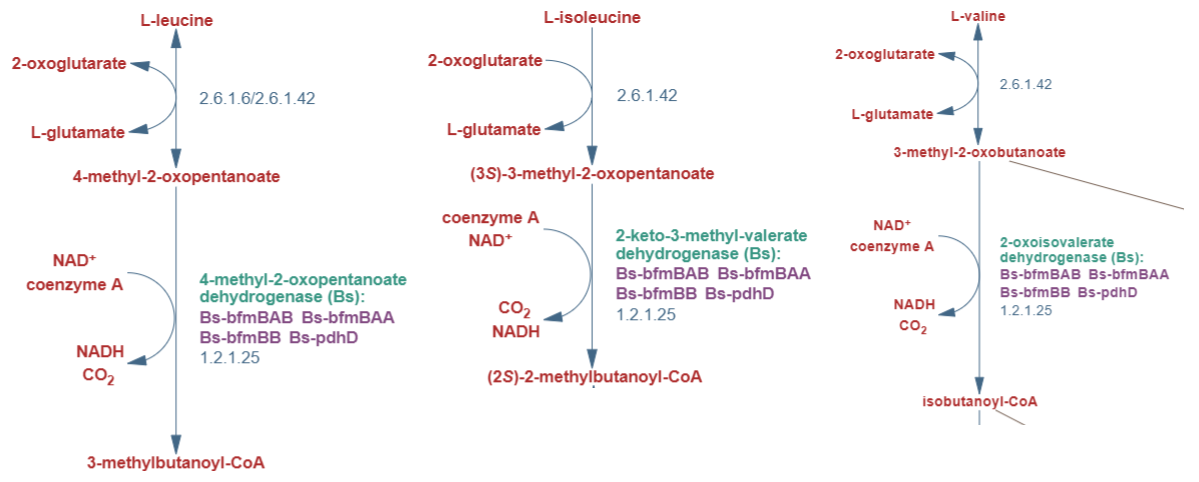 L-leucine
2-oxoglutarate
2.6.1.6/2.6.1.42
L-glutamate
4-methyl-2-oxopentanoate
NAD+
coenzyme A
4-methyl-2-oxopentanoate
dehydrogenase (Bs):
Bs-bfmBAB Bs-bfmBAA
Bs-bfmBB Bs-pdhD
1.2.1.25
NADH
CO2
3-methylbutanoyl-CoA
L-isoleucine
2-oxoglutarate
2.6.1.42
L-glutamate
(3S)-3-methyl-2-oxopentanoate
coenzyme A
NAD+
2-keto-3-methyl-valerate
dehydrogenase (Bs):
Bs-bfmBAB Bs-bfmBAA
Bs-bfmBB Bs-pdhD
1.2.1.25
CO2
NADH
(2S)-2-methylbutanoyl-CoA
L-valine
2-oxoglutarate
2.6.1.42
L-glutamate
3-methyl-2-oxobutanoate
NAD+
coenzyme A
2-oxoisovalerate
dehydrogenase (Bs):
Bs-bfmBAB Bs-bfmBAA
Bs-bfmBB Bs-pdhD
1.2.1.25
NADH
CO2
isobutanoyl-CoA